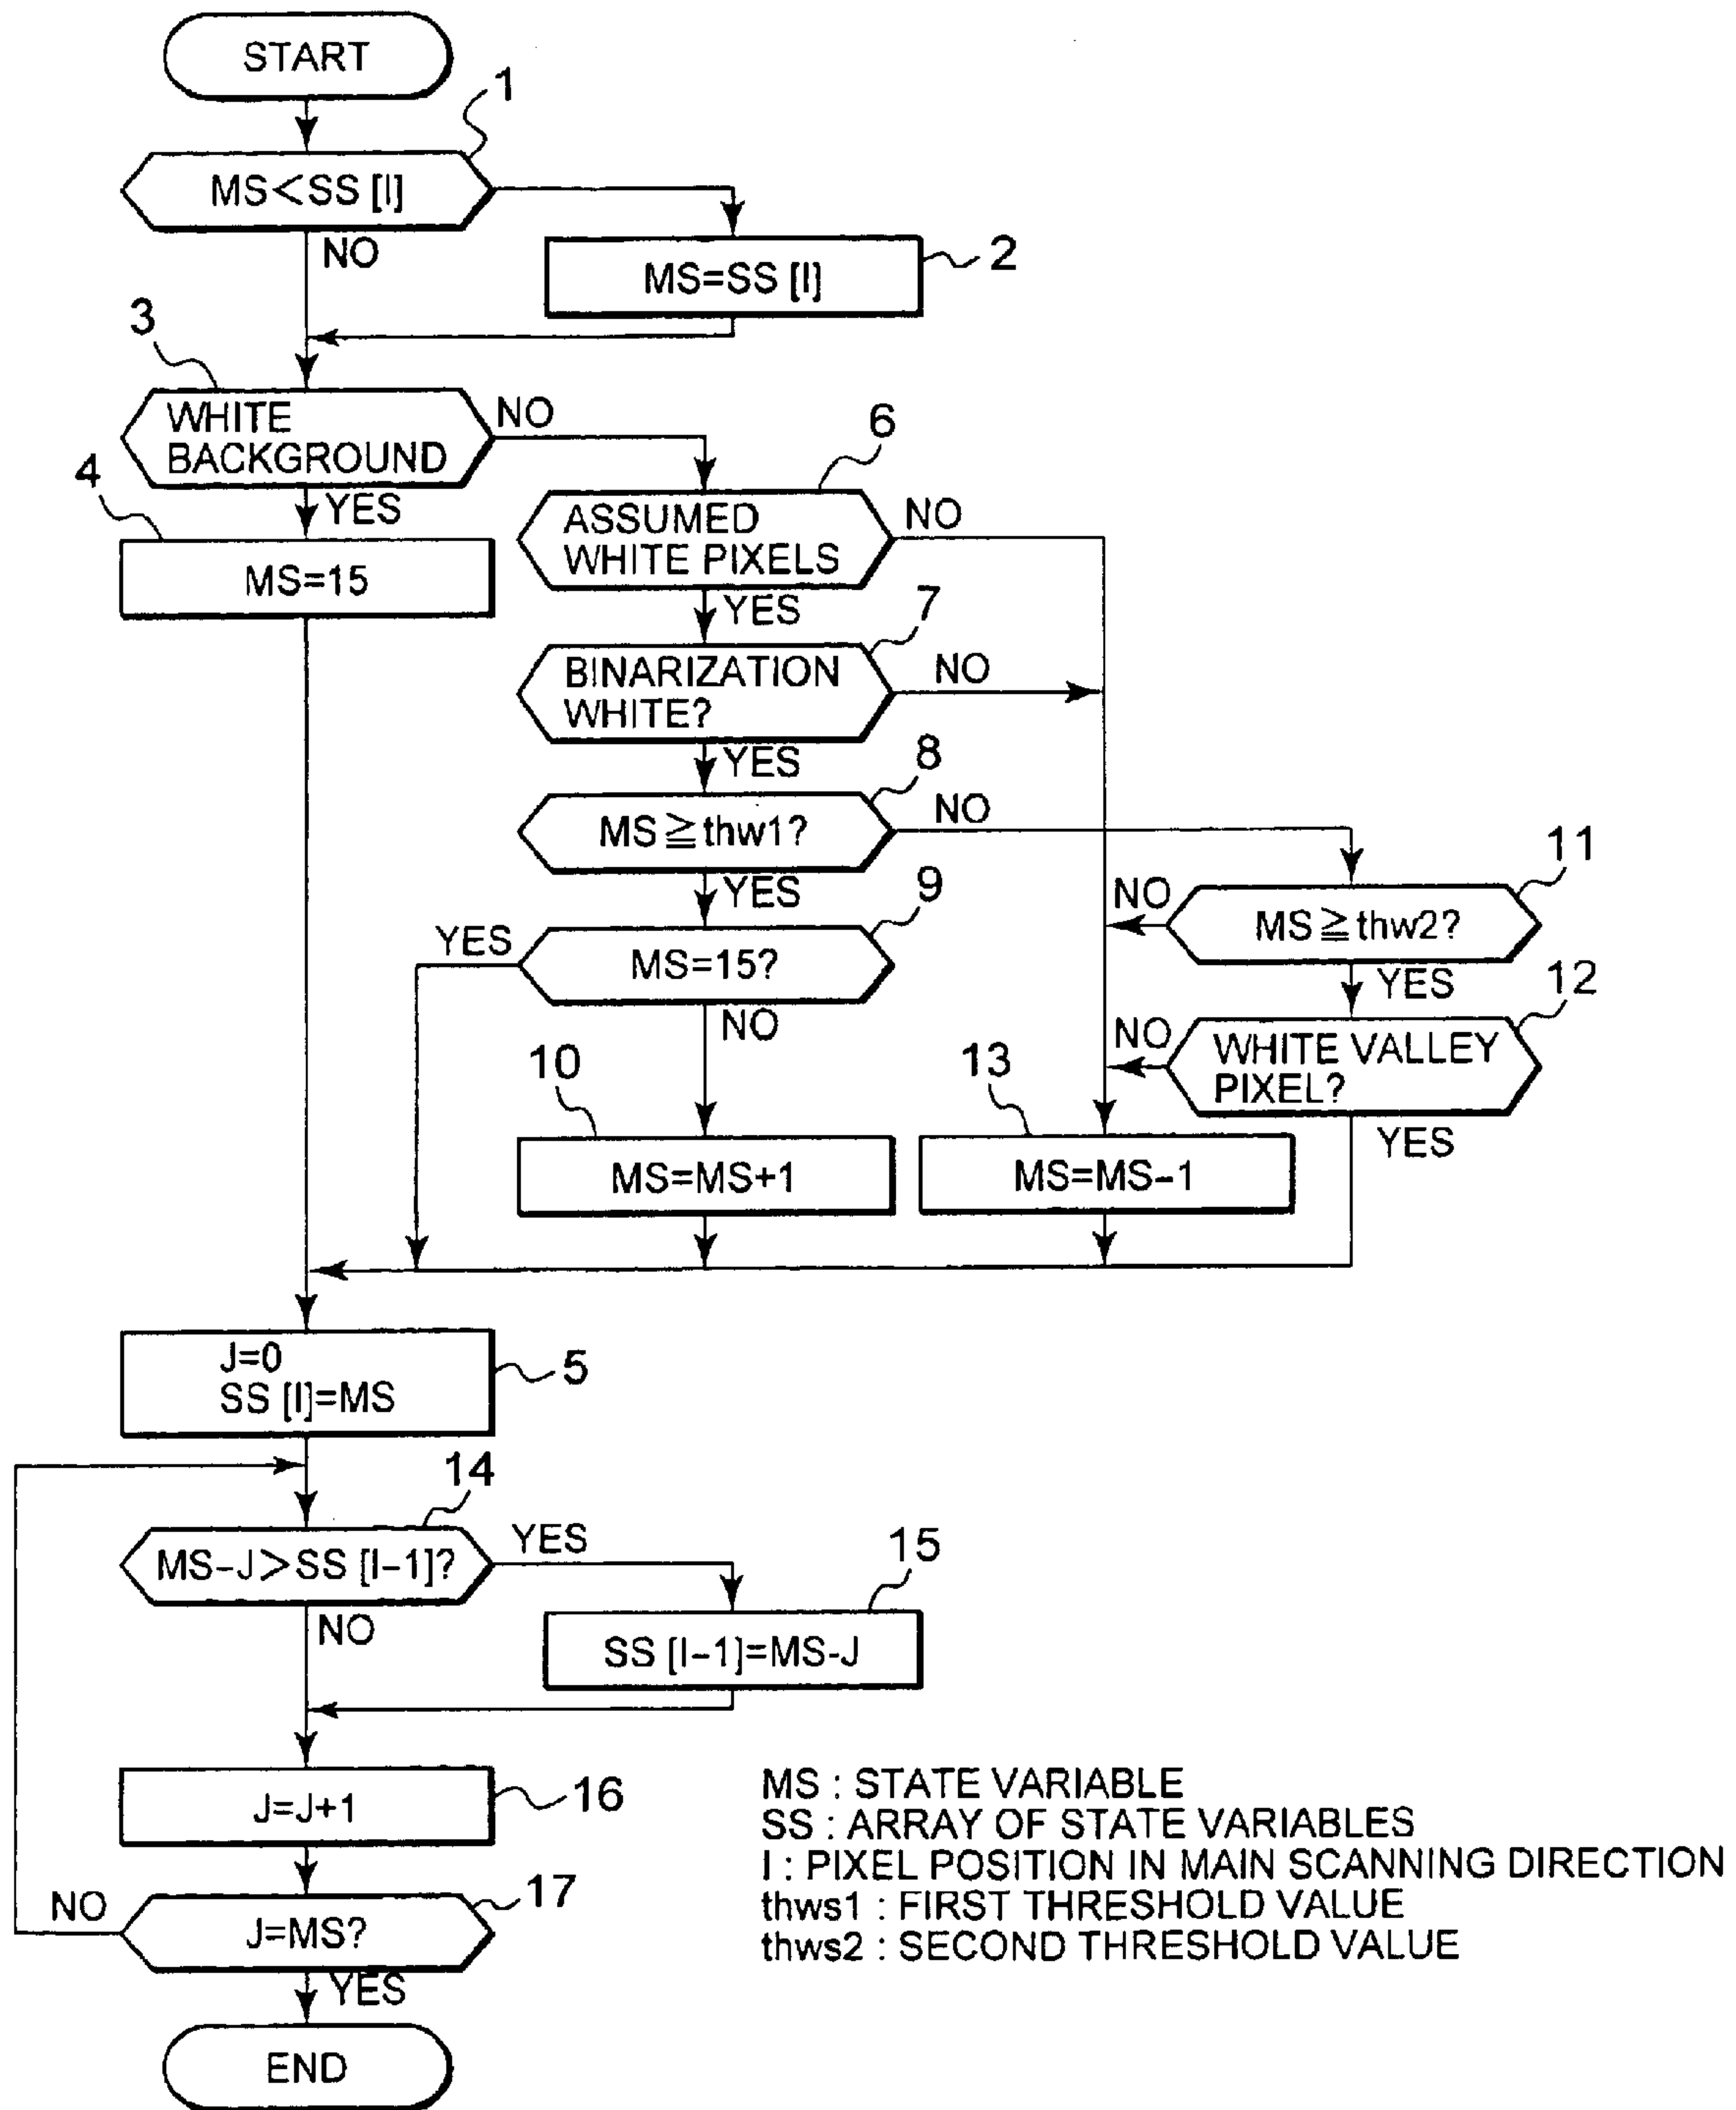 START
1
MS<SS [I]
NO
MS=SS [I]
2
3
WHITE
BACKGROUND
NO
YES
4
MS=15
6
ASSUMED
WHITE PIXELS
NO
YES
7
BINARIZATION
WHITE?
NO
YES
8
MS≧thw1?
NO
YES
9
YES
MS=15?
NO
11
NO
MS≧thw2?
YES
12
NO
WHITE VALLEY
PIXEL?
YES
10
MS=MS+1
13
MS=MS-1
J=0
SS [I]=MS
5
14
MS-J>SS [I-1]?
YES
NO
15
SS [I-1]=MS-J
J=J+1
16
17
NO
J=MS?
YES
END
MS : STATE VARIABLE
SS : ARRAY OF STATE VARIABLES
I : PIXEL POSITION IN MAIN SCANNING DIRECTION
thws1 : FIRST THRESHOLD VALUE
thws2 : SECOND THRESHOLD VALUE